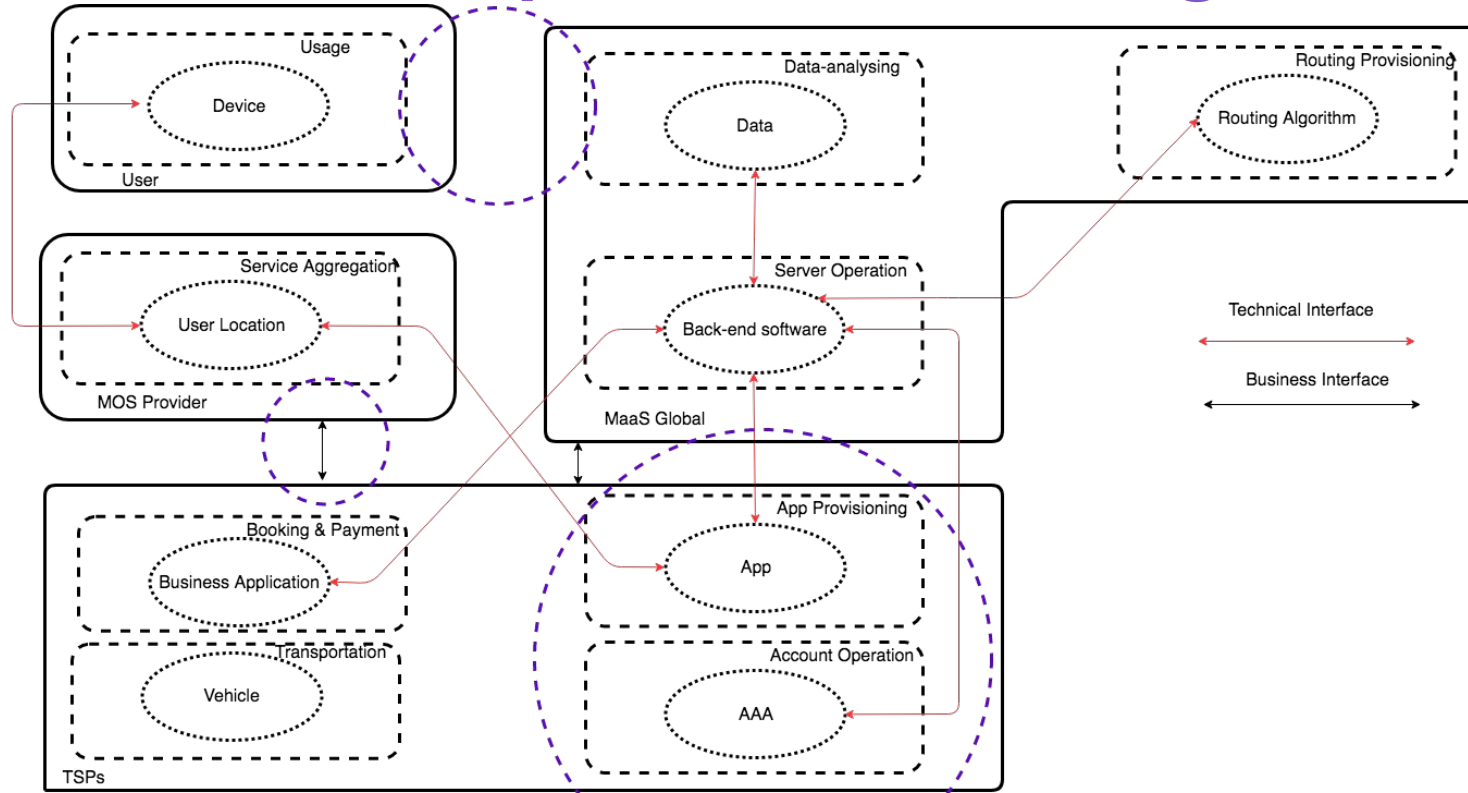 Usage
Device
User
Data-analysing
Data
Routing Provisioning
Routing Algorithm
Service Aggregation
User Location
MOS Provider
Server Operation
Back-end software
MaaS Global
Technical Interface
Business Interface
Booking & Payment
Business Application
App Provisioning
App
Transportation
Vehicle
Account Operation
AAA
TSPs